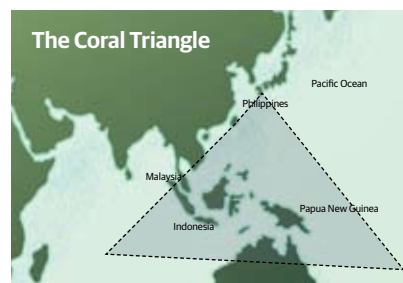 The Coral Triangle
Pacific Ocean
Philippines
Malaysia
Papua New Guinea
Indonesia